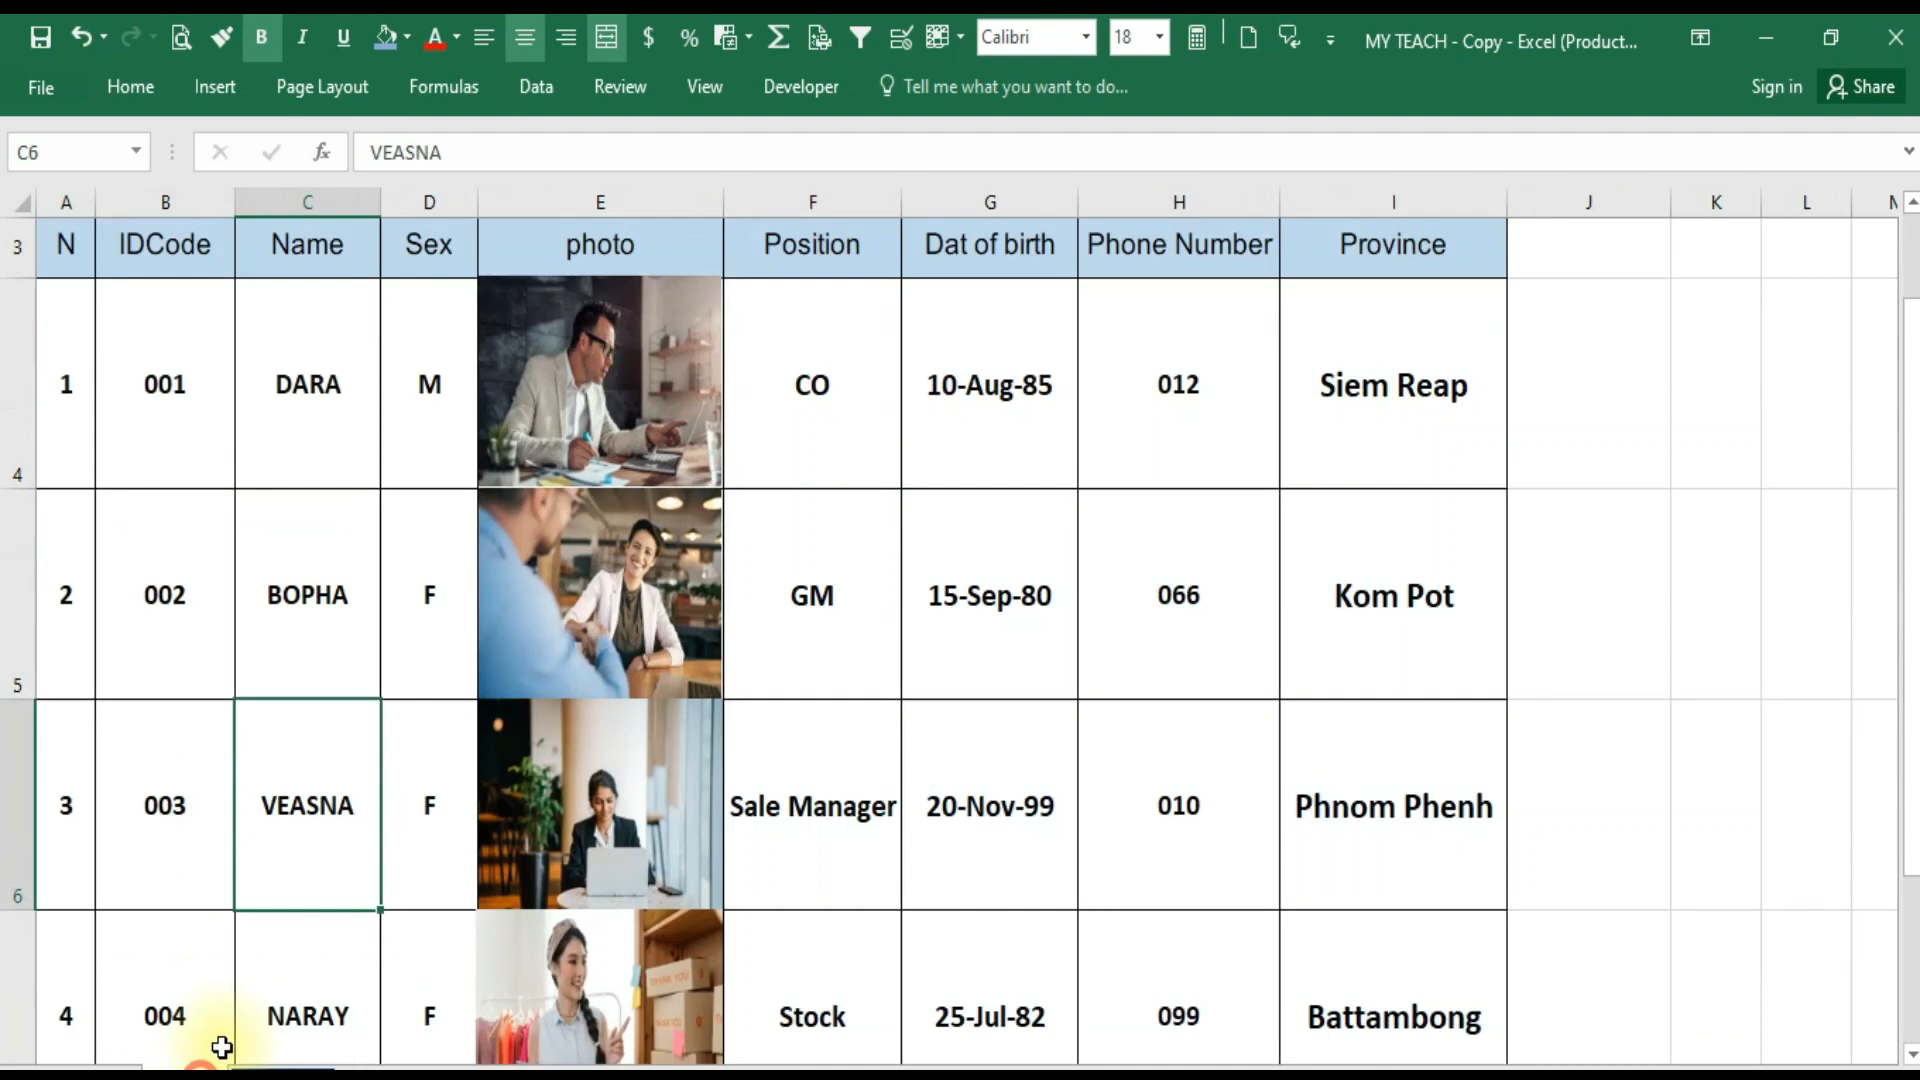 B I U $ % Σ Calibri 18 MY TEACH - Copy - Excel (Product...
File Home Insert Page Layout Formulas Data Review View Developer Tell me what you want to do... Sign in Share
C6 fx VEASNA
A B C D E F G H I J K L
3 N IDCode Name Sex photo Position Dat of birth Phone Number Province
4 1 001 DARA M CO 10-Aug-85 012 Siem Reap
5 2 002 BOPHA F GM 15-Sep-80 066 Kom Pot
6 3 003 VEASNA F Sale Manager 20-Nov-99 010 Phnom Phenh
4 004 NARAY F Stock 25-Jul-82 099 Battambong
THANK YOU